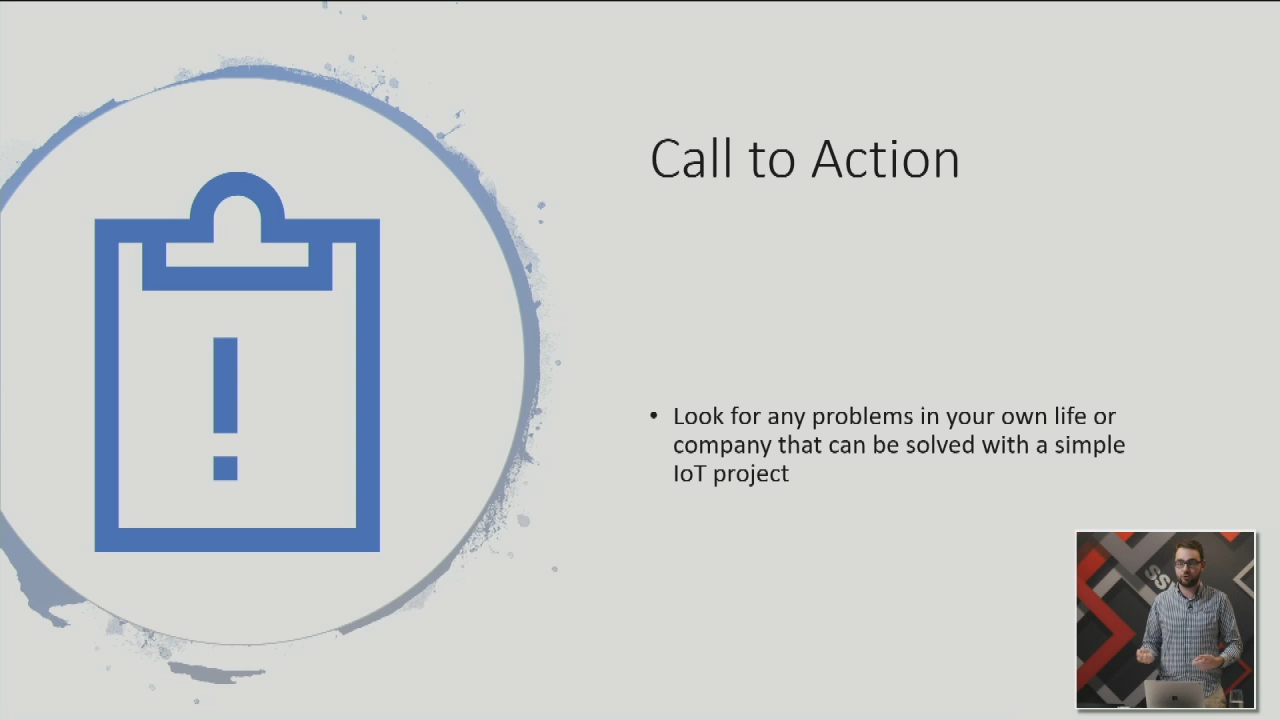 Call to Action
• Look for any problems in your own life or
company that can be solved with a simple
IoT project